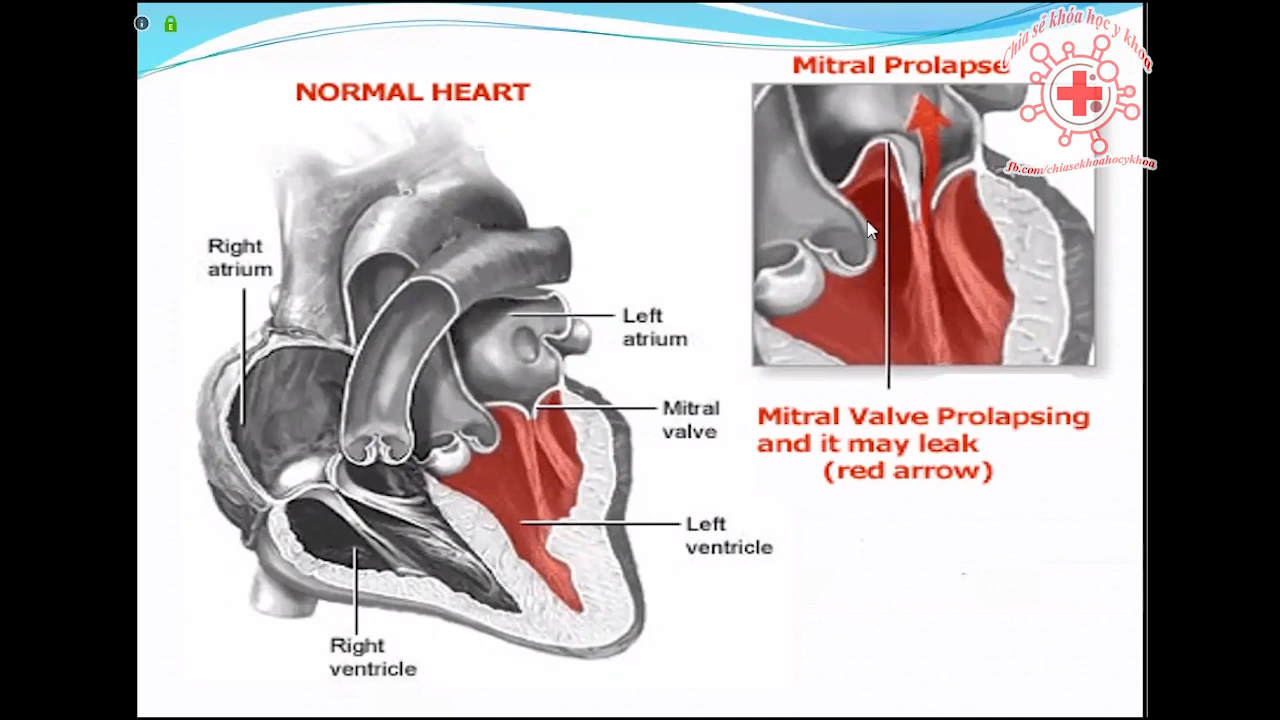 Chia sẻ khóa học y khoa
Mitral Prolapse
NORMAL HEART
fb.com/chiasekhoahocykhoa
Right
atrium
Left
atrium
Mitral
valve
Mitral Valve Prolapsing
and it may leak
(red arrow)
Left
ventricle
Right
ventricle